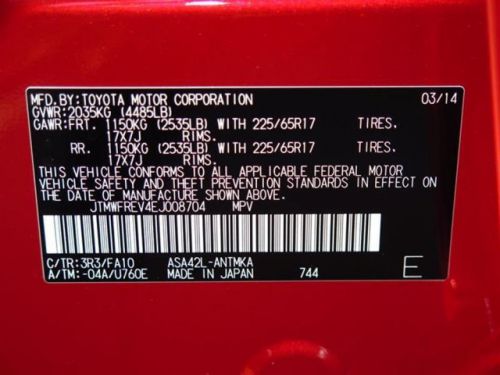 MFD.BY:TOYOTA MOTOR CORPORATION 03/14
GVWR:2035KG (4485LB)
GAWR:FRT. 1150KG (2535LB) WITH 225/65R17 TIRES.
17X7J RIMS.
RR. 1150KG (2535LB) WITH 225/65R17 TIRES.
17X7J RIMS.
THIS VEHICLE CONFORMS TO ALL APPLICABLE FEDERAL MOTOR
VEHICLE SAFETY AND THEFT PREVENTION STANDARDS IN EFFECT
ON THE DATE OF MANUFACTURE SHOWN ABOVE.
JTMWFREV4EJ008704 MPV
C/TR:3R3/FA10 ASA42L-ANTMKA
A/TM:-04A/U760E MADE IN JAPAN 744 E